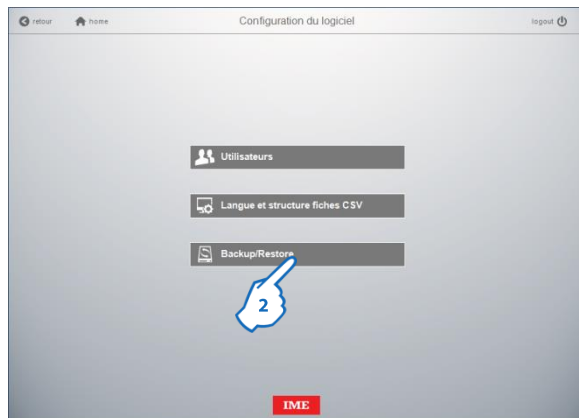 retour home Configuration du logiciel logout
Utilisateurs
Langue et structure fiches CSV
Backup/Restore
2
IME